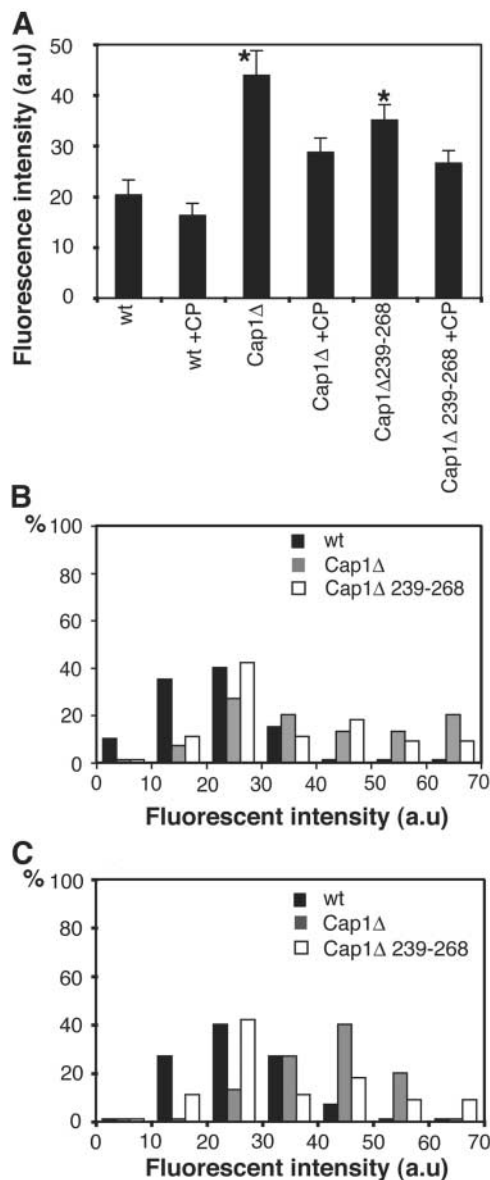 A
Fluorescence intensity (a.u)
50
40
30
20
10
0
wt
wt +CP
Cap1Δ
Cap1Δ +CP
Cap1Δ239-268
Cap1Δ 239-268 +CP
*
*
B
%
100
80
60
40
20
0
wt
Cap1Δ
Cap1Δ 239-268
0 10 20 30 40 50 60 70
Fluorescent intensity (a.u)
C
%
100
80
60
40
20
0
wt
Cap1Δ
Cap1Δ 239-268
0 10 20 30 40 50 60 70
Fluorescent intensity (a.u)